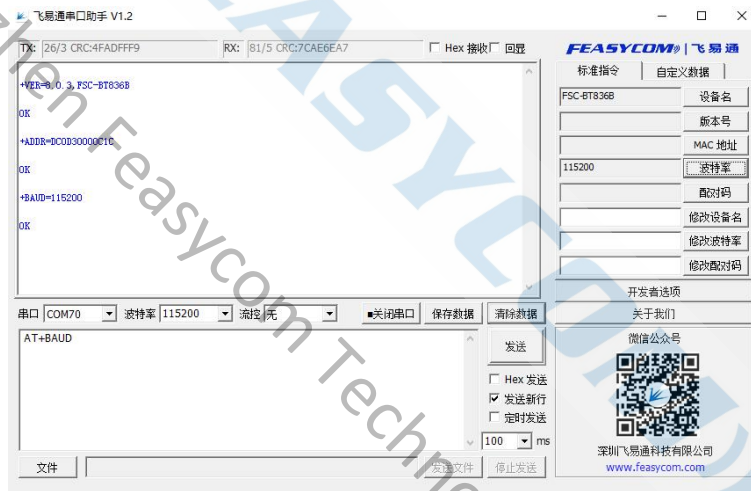 飞易通串口助手 V1.2
TX: 26/3 CRC:4FADFFF9 RX: 81/5 CRC:7CAE6EA7 Hex 接收 回显
FEASYCOM 飞易通
标准指令 自定义数据
+VER=8.0.3,FSC-BT836B
OK
+ADDR=DC0D30000C1C
OK
+BAUD=115200
OK
FSC-BT836B 设备名
版本号
MAC 地址
115200 波特率
配对码
修改设备名
修改波特率
修改配对码
开发者选项
关于我们
串口 COM70 波特率 115200 流控 无 ■关闭串口 保存数据 清除数据
AT+BAUD
发送
Hex 发送
发送新行
定时发送
100 ms
文件 发送文件 停止发送
微信公众号
深圳飞易通科技有限公司
www.feasycom.com
zhen Feasycom Techno
EASYCOM